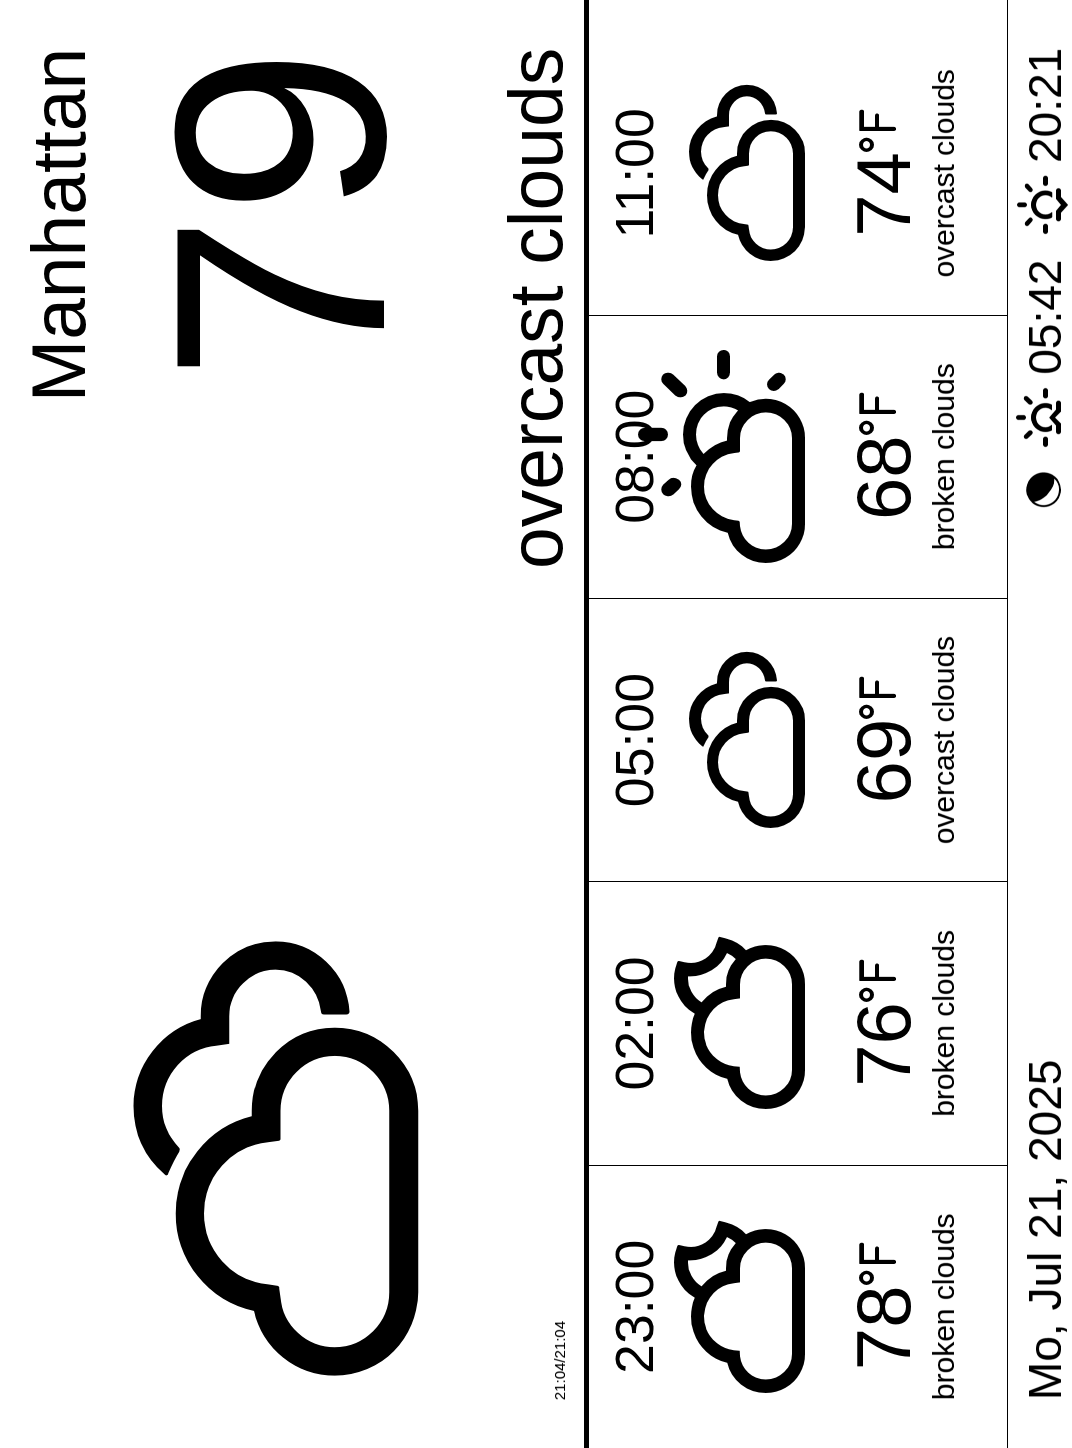 Manhattan
79
overcast clouds
21:04/21:04
23:00
78°F
broken clouds
02:00
76°F
broken clouds
05:00
69°F
overcast clouds
08:00
68°F
broken clouds
11:00
74°F
overcast clouds
Mo, Jul 21, 2025
05:42 20:21